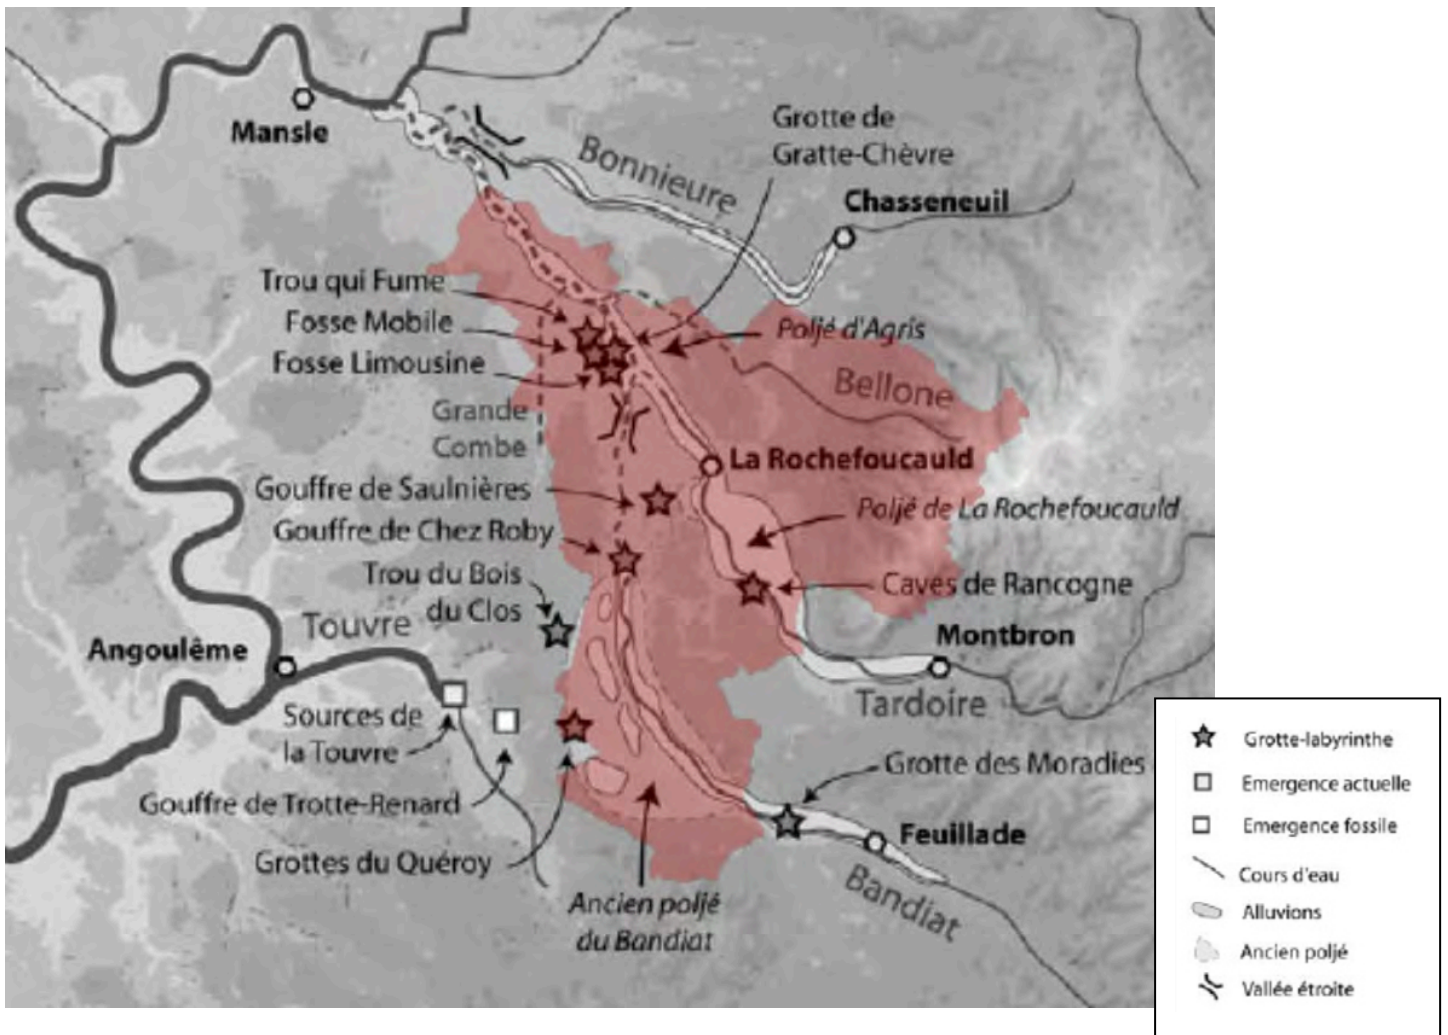 Mansle
Bonnieure
Grotte de
Gratte-Chèvre
Chasseneuil
Trou qui Fume
Fosse Mobile
Fosse Limousine
Poljé d'Agris
Bellone
Grande
Combe
La Rochefoucauld
Gouffre de Saulnières
Poljé de La Rochefoucauld
Gouffre de Chez Roby
Trou du Bois
du Clos
Caves de Rancogne
Touvre
Angoulême
Montbron
Tardoire
Sources de
la Touvre
Gouffre de Trotte-Renard
Grotte des Moradies
Grottes du Quéroy
Feuillade
Ancien poljé
du Bandiat
Bandiat
Grotte-labyrinthe
Emergence actuelle
Emergence fossile
Cours d'eau
Alluvions
Ancien poljé
Vallée étroite